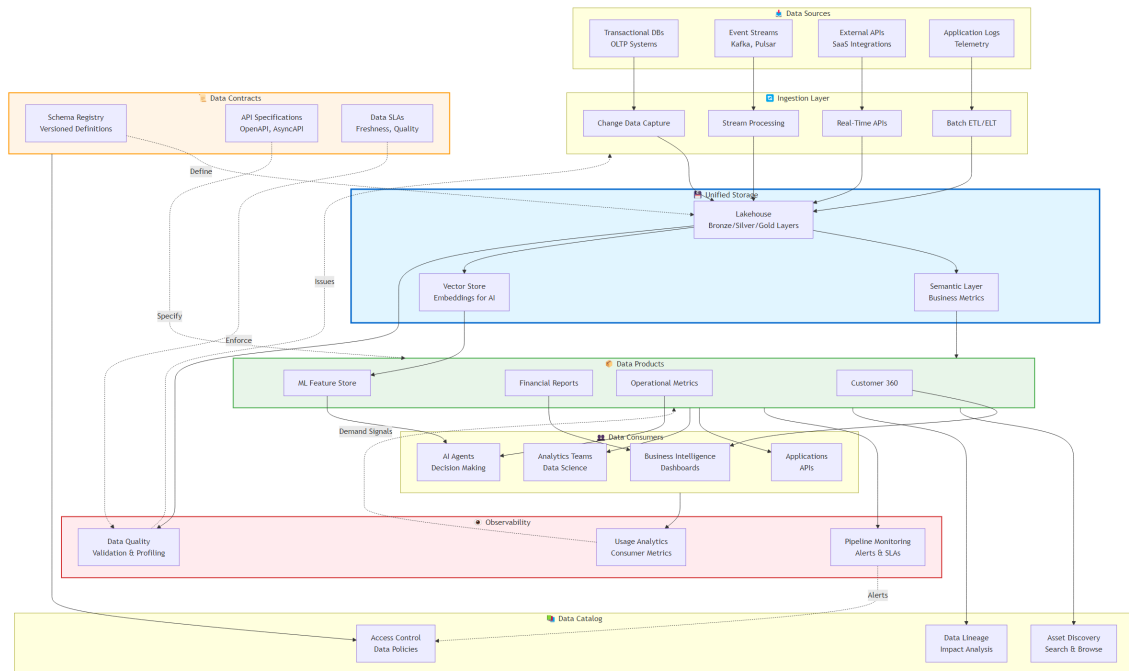 Data Sources
Transactional DBs
OLTP Systems
Event Streams
Kafka, Pulsar
External APIs
SaaS Integrations
Application Logs
Telemetry
Data Contracts
Schema Registry
Versioned Definitions
API Specifications
OpenAPI, AsyncAPI
Data SLAs
Freshness, Quality
Ingestion Layer
Change Data Capture
Stream Processing
Real-Time APIs
Batch ETL/ELT
Define
Unified Storage
Lakehouse
Bronze/Silver/Gold Layers
Issues
Vector Store
Embeddings for AI
Semantic Layer
Business Metrics
Specify
Enforce
Data Products
ML Feature Store
Financial Reports
Operational Metrics
Customer 360
Demand Signals
Data Consumers
AI Agents
Decision Making
Analytics Teams
Data Science
Business Intelligence
Dashboards
Applications
APIs
Observability
Data Quality
Validation & Profiling
Usage Analytics
Consumer Metrics
Pipeline Monitoring
Alerts & SLAs
Alerts
Data Catalog
Access Control
Data Policies
Data Lineage
Impact Analysis
Asset Discovery
Search & Browse